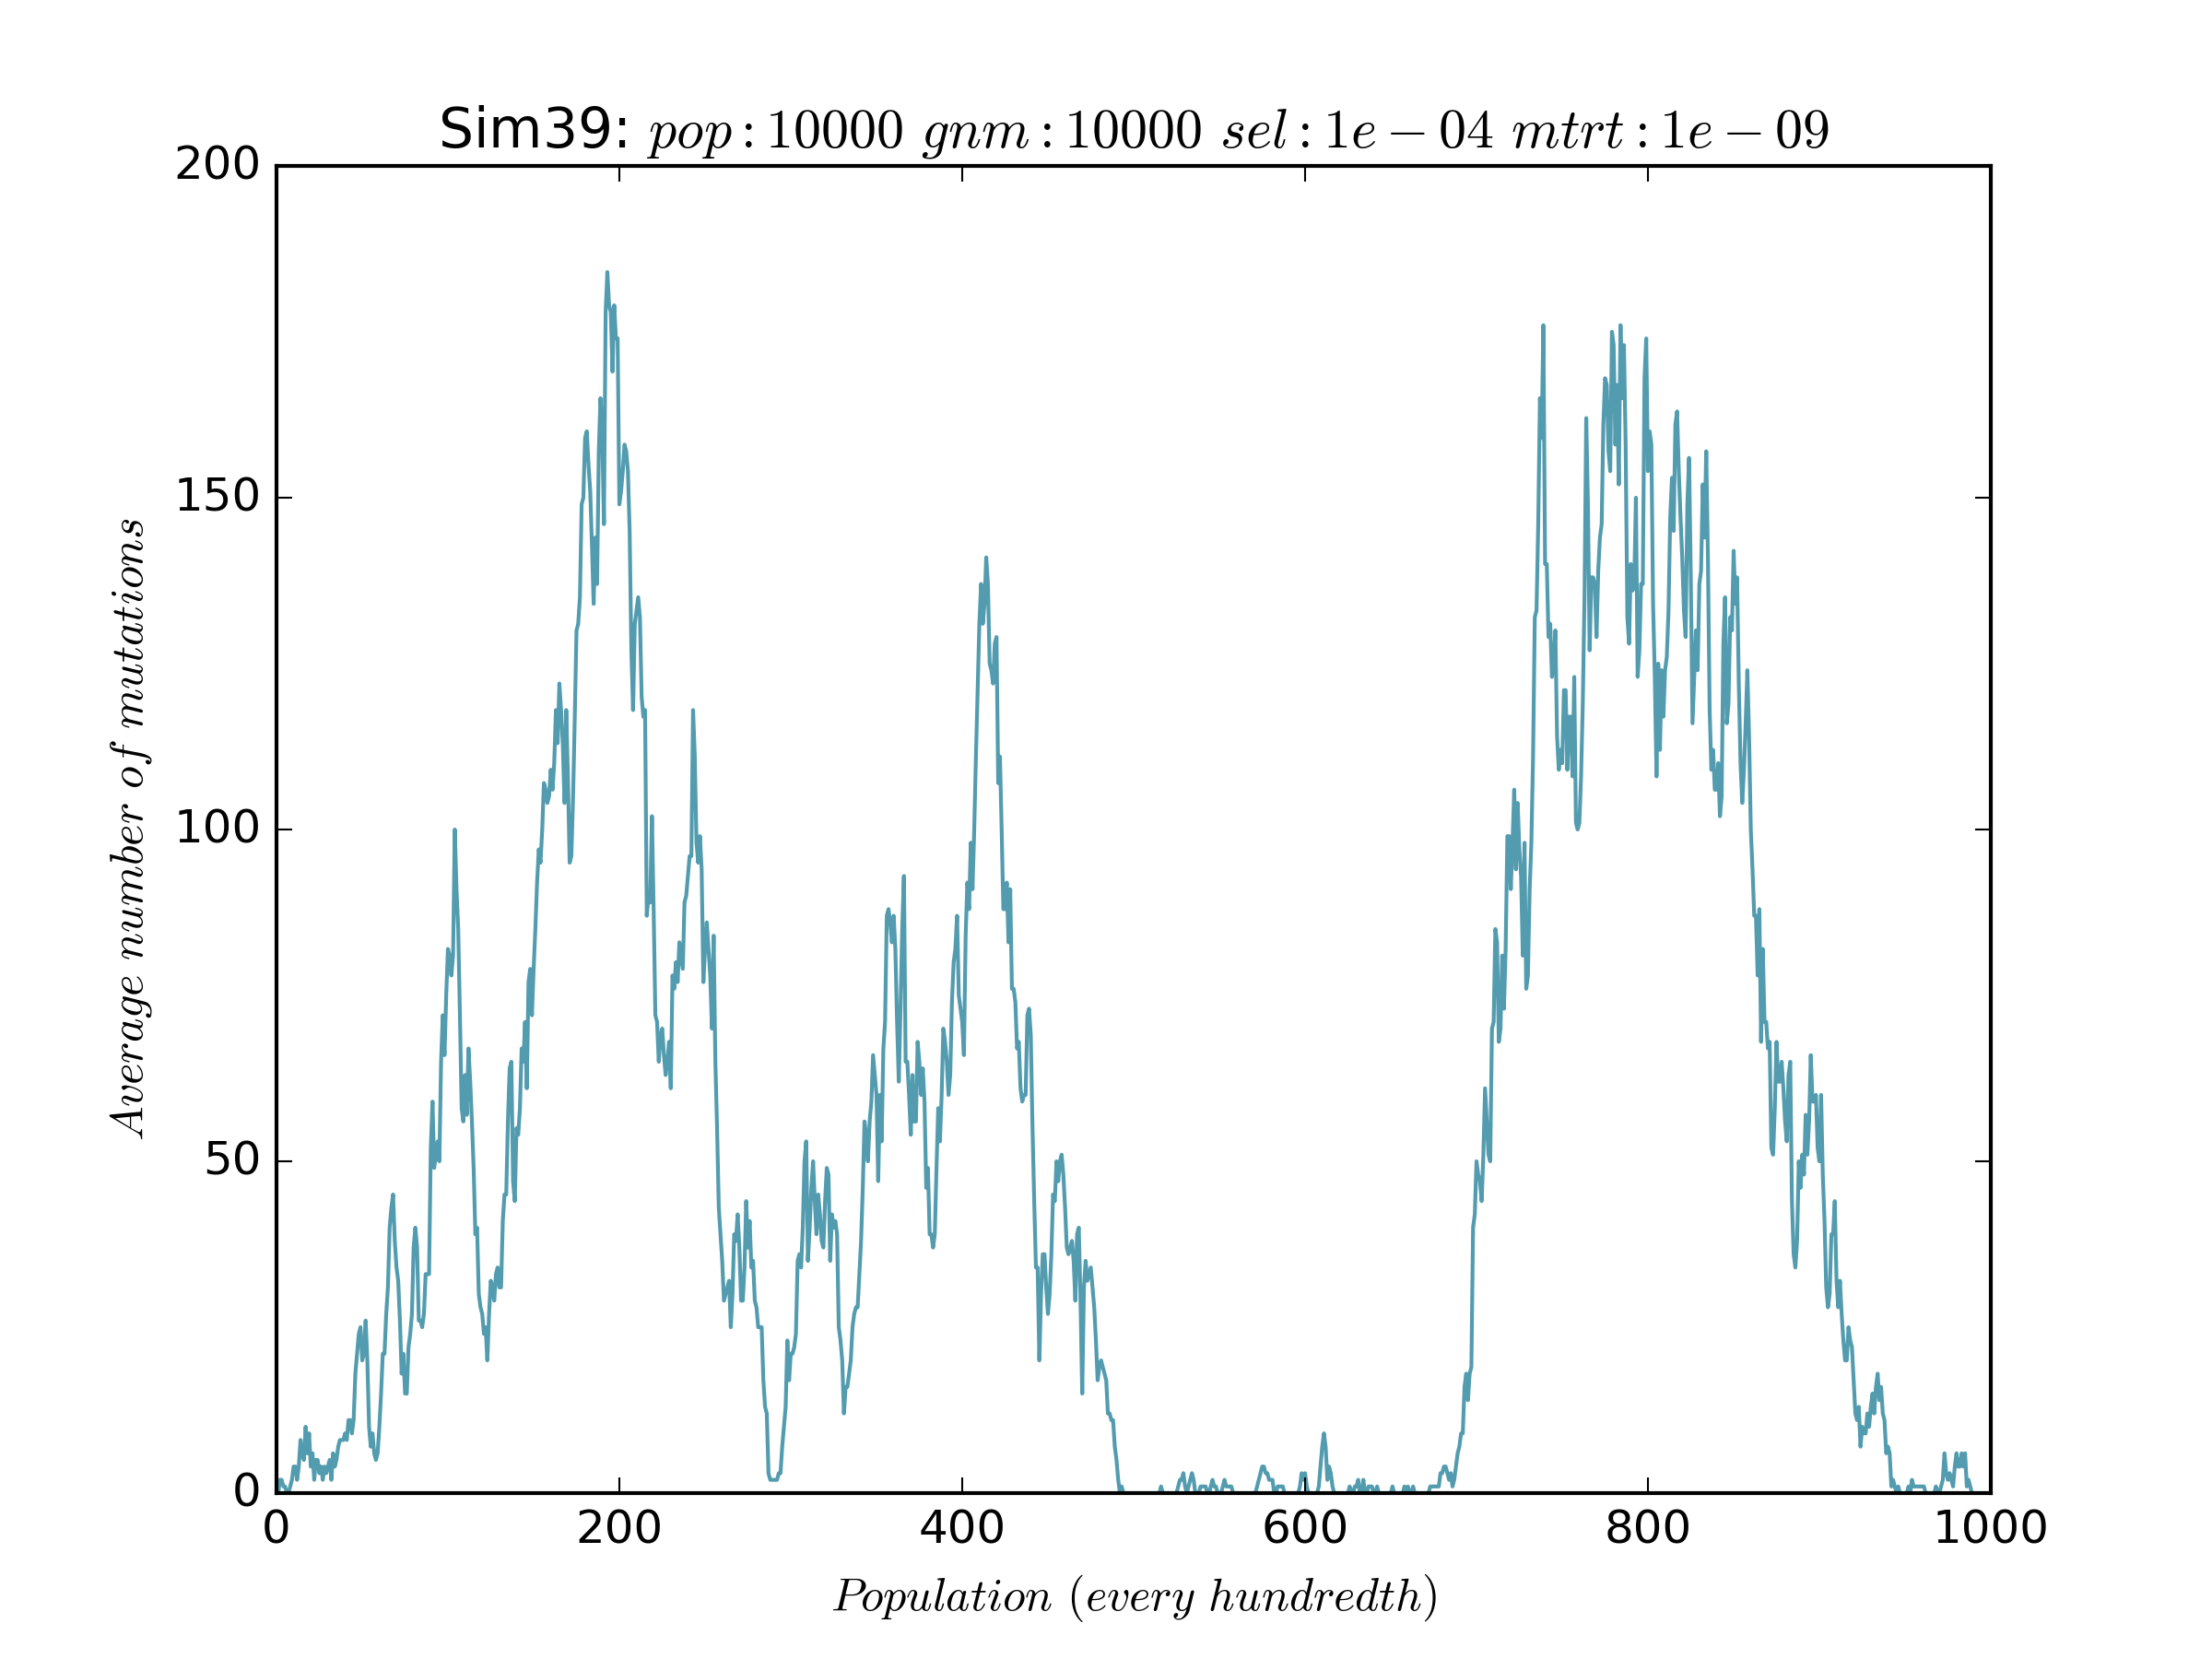 Sim39: pop : 10000 gnm : 10000 sel : 1e − 04 mtrt : 1e − 09
200
150
100
50
0
Average number of mutations
0 200 400 600 800 1000
Population (every hundredth)